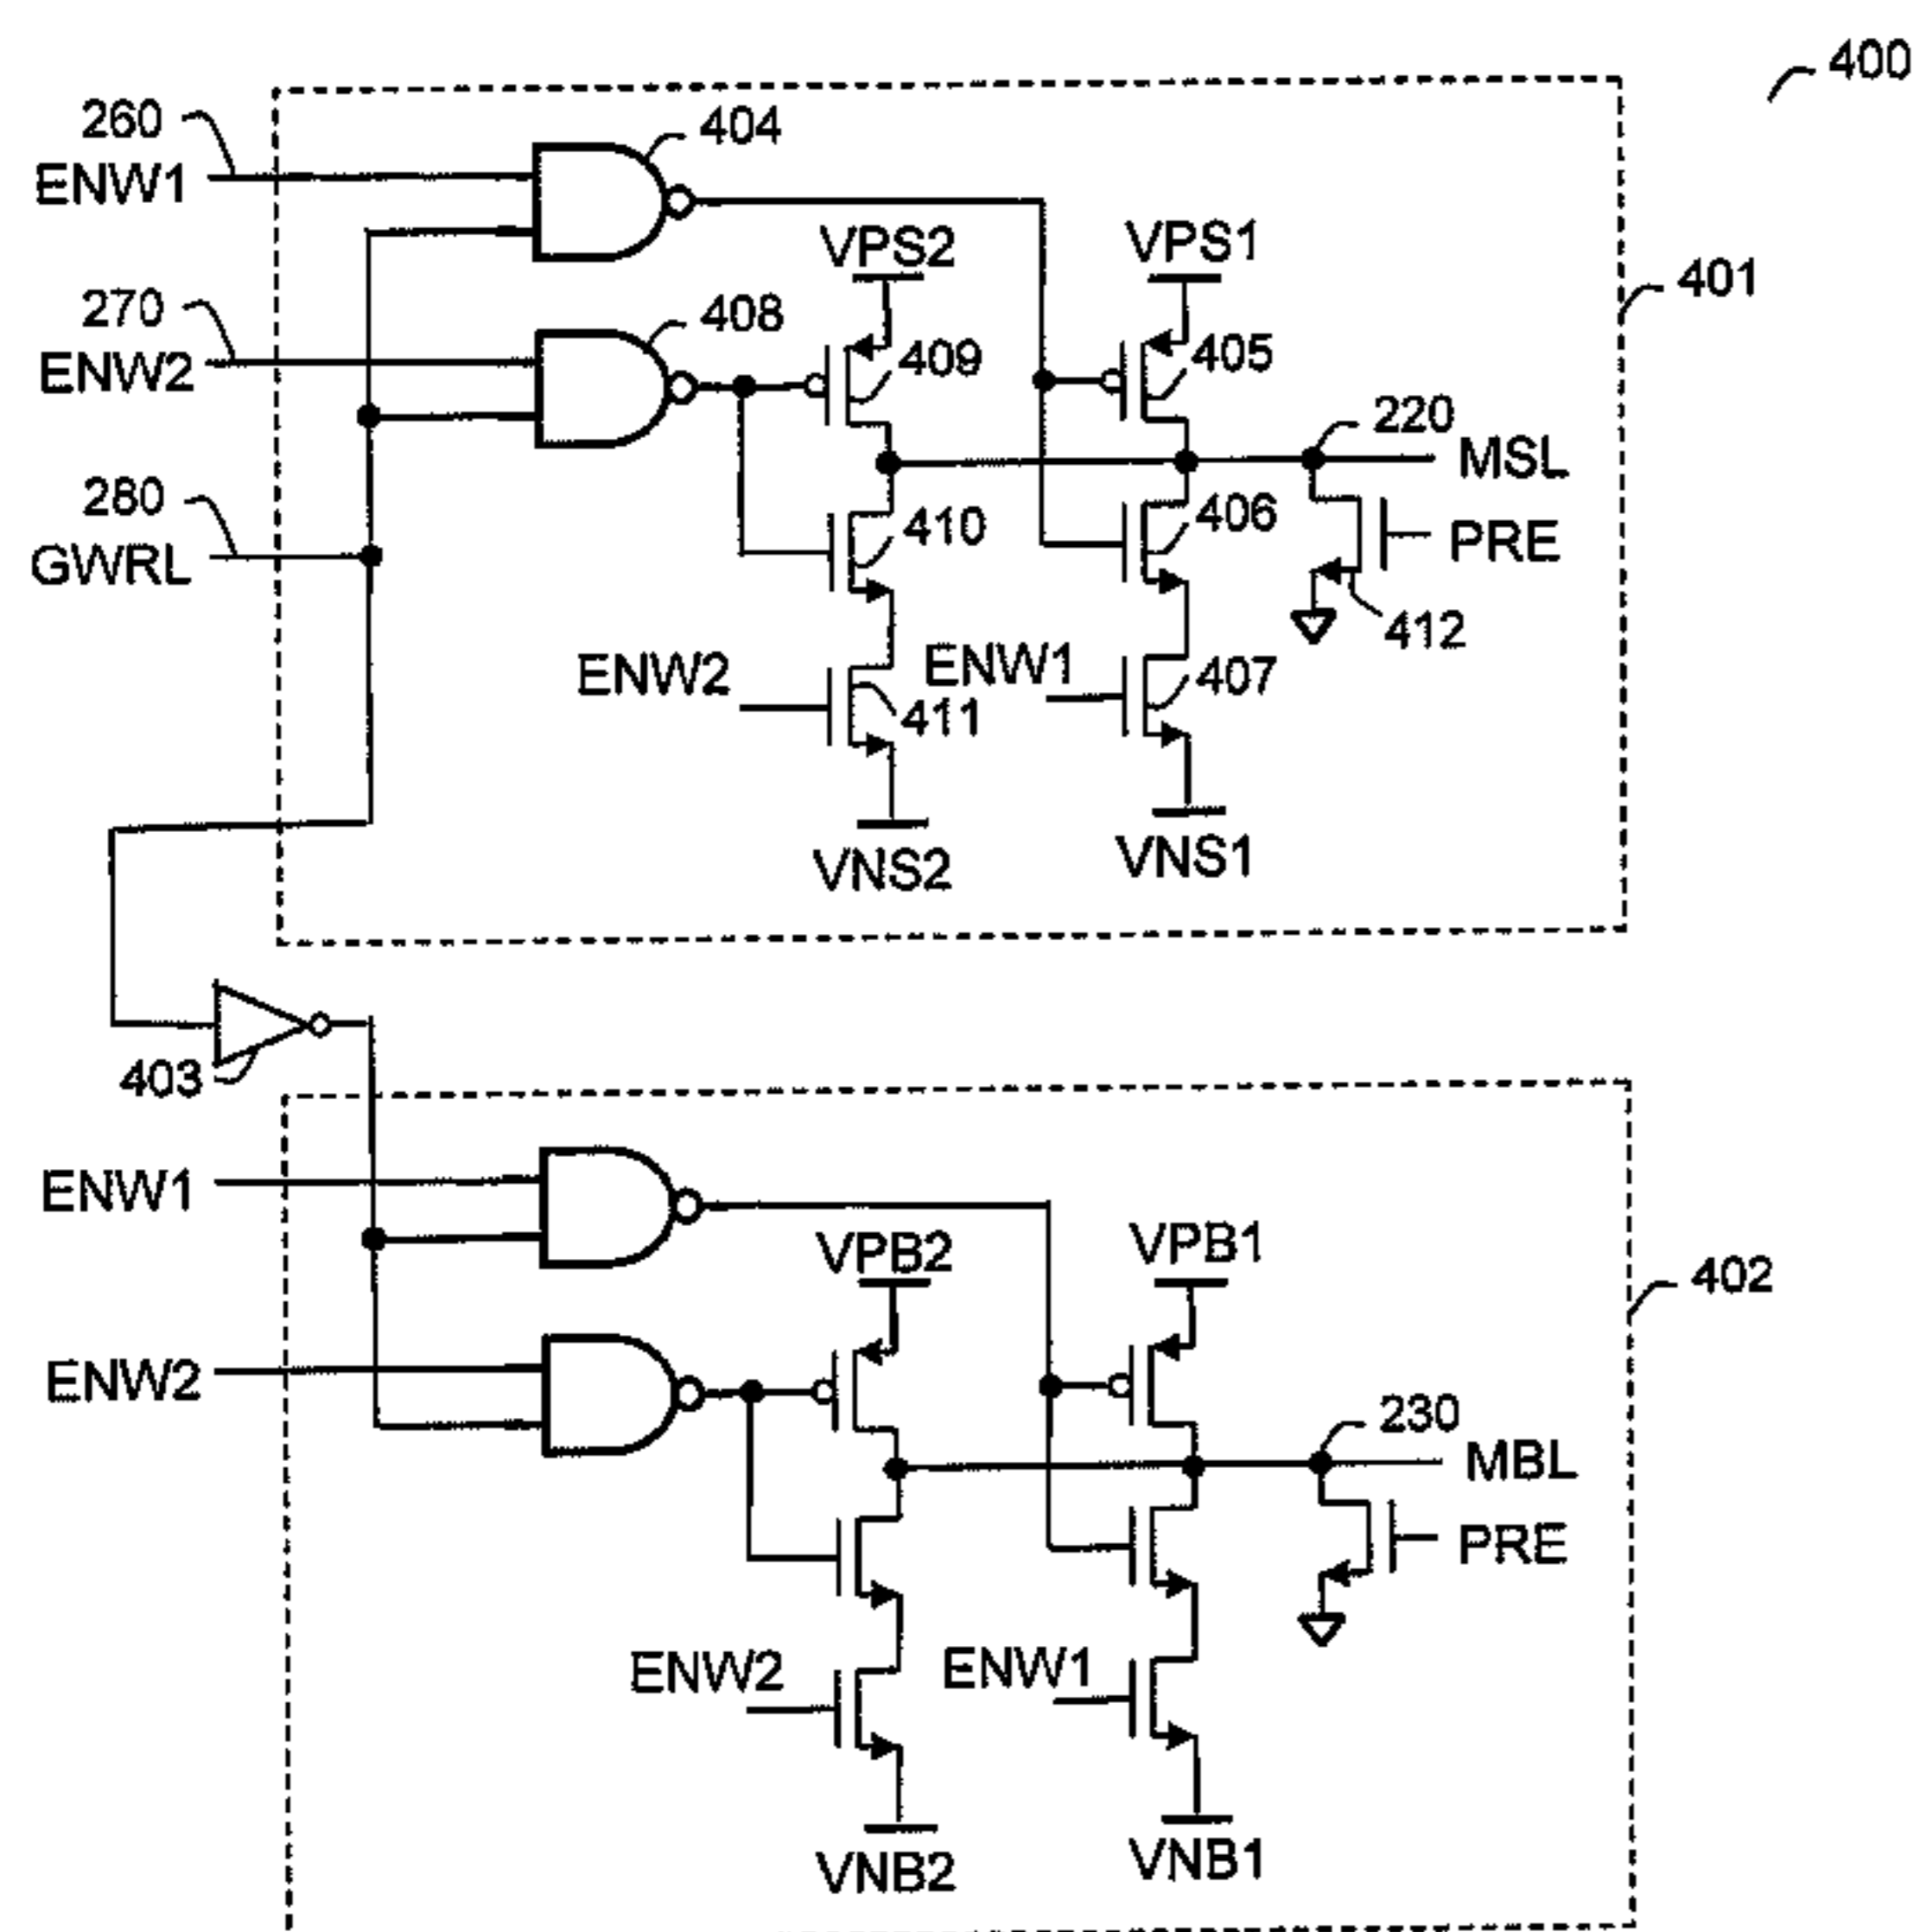 400
260
404
ENW1
VPS2
VPS1
401
270
408
ENW2
409
405
220
MSL
280
410
406
GWRL
PRE
412
ENW2
ENW1
407
411
VNS2
VNS1
403
ENW1
VPB2
VPB1
402
ENW2
230
MBL
PRE
ENW2
ENW1
VNB2
VNB1